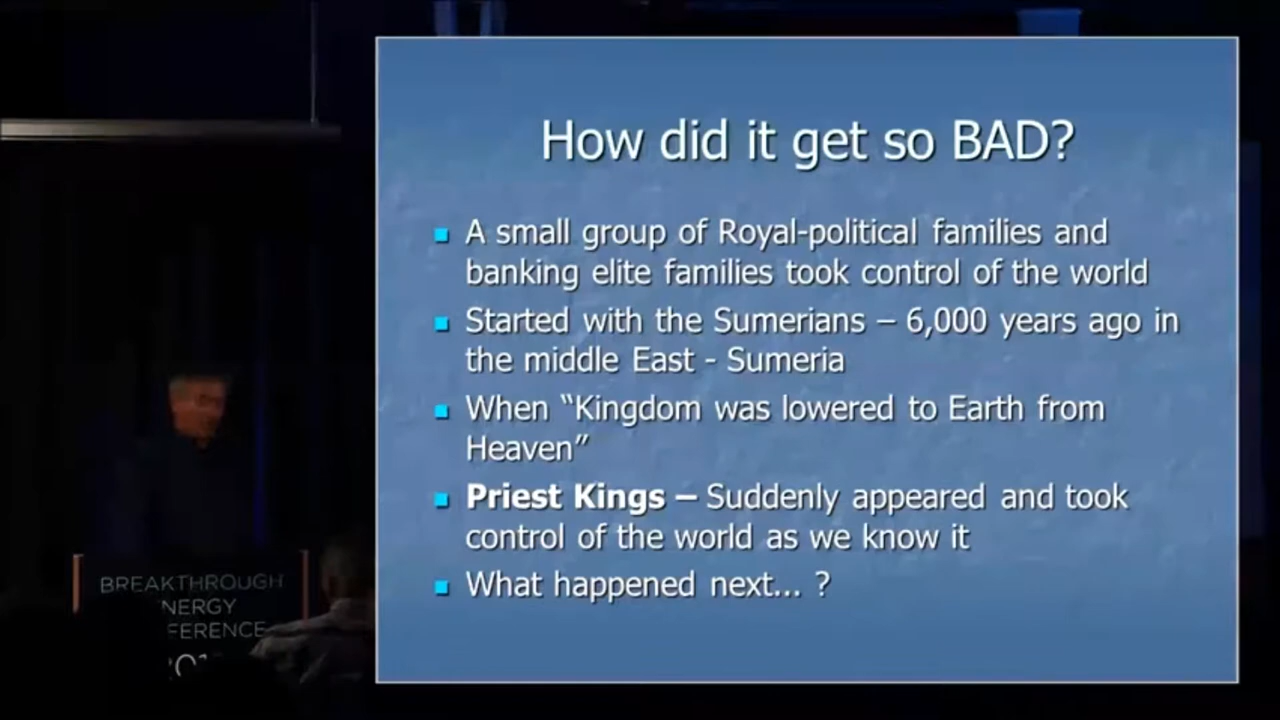 How did it get so BAD?
A small group of Royal-political families and
banking elite families took control of the world
Started with the Sumerians – 6,000 years ago in
the middle East - Sumeria
When “Kingdom was lowered to Earth from
Heaven”
Priest Kings – Suddenly appeared and took
control of the world as we know it
What happened next... ?
BREAKTHROUGH